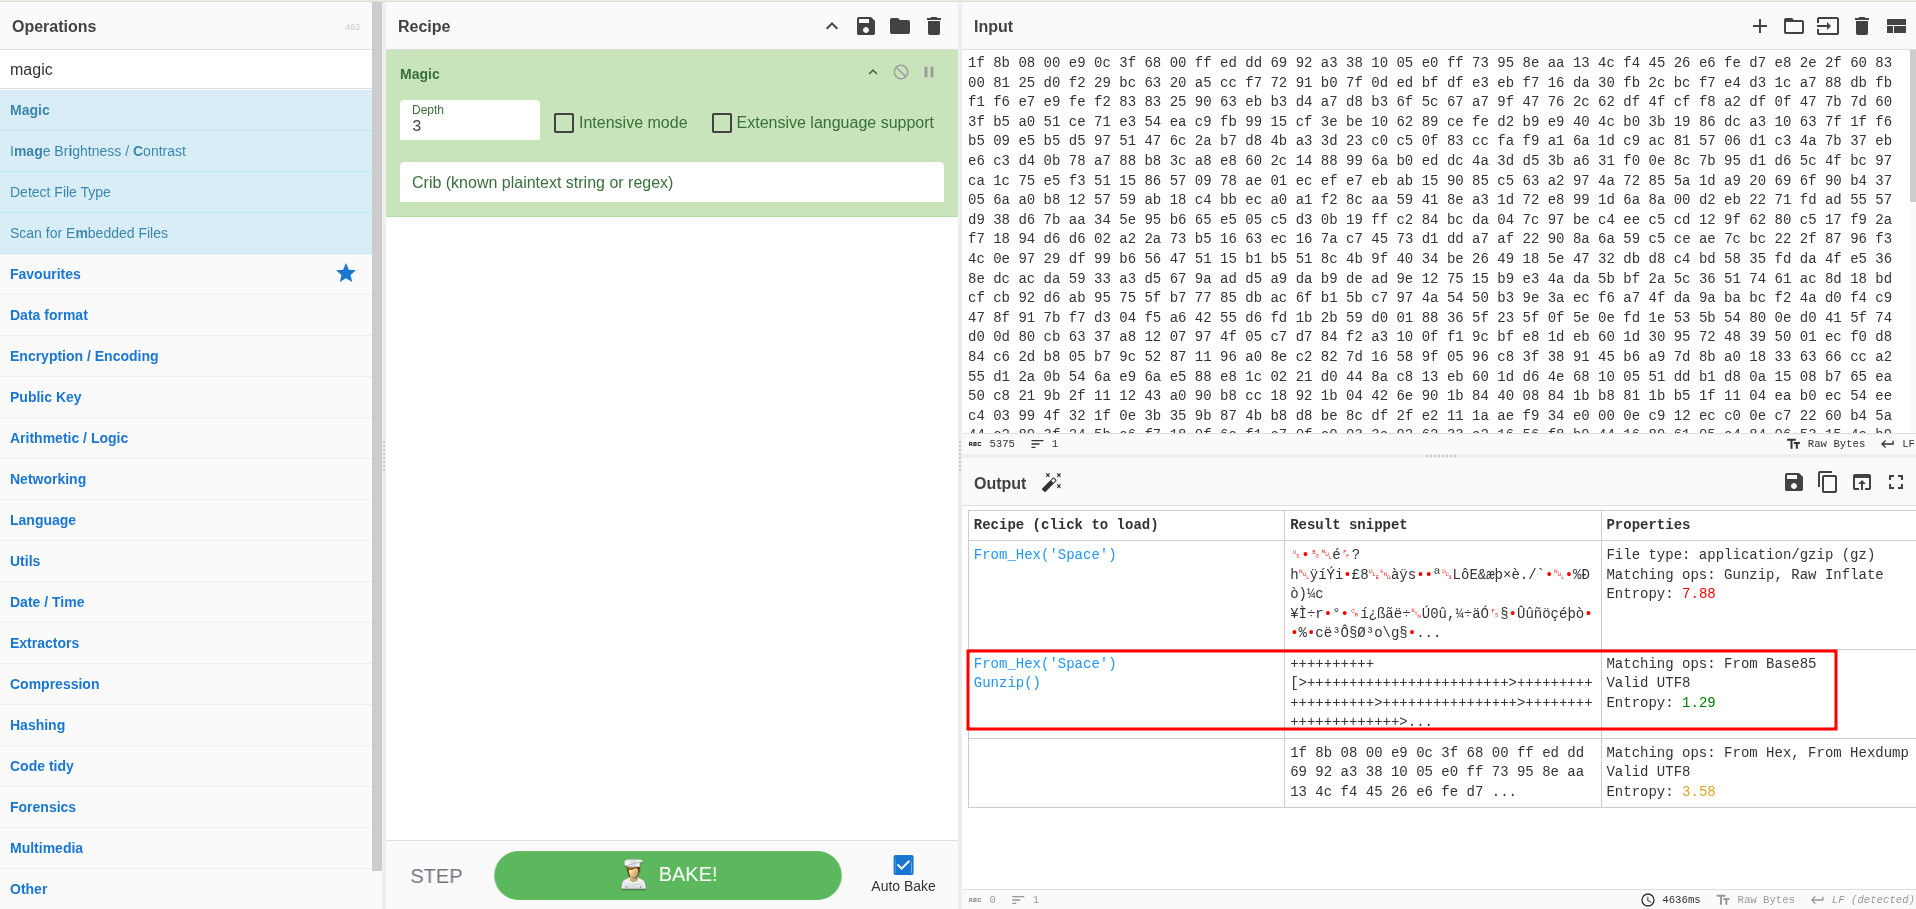 Operations
463
magic
Magic
Image Brightness / Contrast
Detect File Type
Scan for Embedded Files
Favourites
Data format
Encryption / Encoding
Public Key
Arithmetic / Logic
Networking
Language
Utils
Date / Time
Extractors
Compression
Hashing
Code tidy
Forensics
Multimedia
Other
Recipe
Magic
Depth
3
Intensive mode
Extensive language support
Crib (known plaintext string or regex)
STEP
BAKE!
Auto Bake
Input
1f 8b 08 00 e9 0c 3f 68 00 ff ed dd 69 92 a3 38 10 05 e0 ff 73 95 8e aa 13 4c f4 45 26 e6 fe d7 e8 2e 2f 60 83
00 81 25 d0 f2 29 bc 63 20 a5 cc f7 72 91 b0 7f 0d ed bf df e3 eb f7 16 da 30 fb 2c bc f7 e4 d3 1c a7 88 db fb
f1 f6 e7 e9 fe f2 83 83 25 90 63 eb b3 d4 a7 d8 b3 6f 5c 67 a7 9f 47 76 2c 62 df 4f cf f8 a2 df 0f 47 7b 7d 60
3f b5 a0 51 ce 71 e3 54 ea c9 fb 99 15 cf 3e be 10 62 89 ce fe d2 b9 e9 40 4c b0 3b 19 86 dc a3 10 63 7f 1f f6
b5 09 e5 b5 d5 97 51 47 6c 2a b7 d8 4b a3 3d 23 c0 c5 0f 83 cc fa f9 a1 6a 1d c9 ac 81 57 06 d1 c3 4a 7b 37 eb
e6 c3 d4 0b 78 a7 88 b8 3c a8 e8 60 2c 14 88 99 6a b0 ed dc 4a 3d d5 3b a6 31 f0 0e 8c 7b 95 d1 d6 5c 4f bc 97
ca 1c 75 e5 f3 51 15 86 57 09 78 ae 01 ec ef e7 eb ab 15 90 85 c5 63 a2 97 4a 72 85 5a 1d a9 20 69 6f 90 b4 37
05 6a a0 b8 12 57 59 ab 18 c4 bb ec a0 a1 f2 8c aa 59 41 8e a3 1d 72 e8 99 1d 6a 8a 00 d2 eb 22 71 fd ad 55 57
d9 38 d6 7b aa 34 5e 95 b6 65 e5 05 c5 d3 0b 19 ff c2 84 bc da 04 7c 97 be c4 ee c5 cd 12 9f 62 80 c5 17 f9 2a
f7 18 94 d6 d6 02 a2 2a 73 b5 16 63 ec 16 7a c7 45 73 d1 dd a7 af 22 90 8a 6a 59 c5 ce ae 7c bc 22 2f 87 96 f3
4c 0e 97 29 df 99 b6 56 47 51 15 b1 b5 51 8c 4b 9f 40 34 be 26 49 18 5e 47 32 db d8 c4 bd 58 35 fd da 4f e5 36
8e dc ac da 59 33 a3 d5 67 9a ad d5 a9 da b9 de ad 9e 12 75 15 b9 e3 4a da 5b bf 2a 5c 36 51 74 61 ac 8d 18 bd
cf cb 92 d6 ab 95 75 5f b7 77 85 db ac 6f b1 5b c7 97 4a 54 50 b3 9e 3a ec f6 a7 4f da 9a ba bc f2 4a d0 f4 c9
47 8f 91 7b f7 d3 04 f5 a6 42 55 d6 fd 1b 2b 59 d0 01 88 36 5f 23 5f 0f 5e 0e fd 1e 53 5b 54 80 0e d0 41 5f 74
d0 0d 80 cb 63 37 a8 12 07 97 4f 05 c7 d7 84 f2 a3 10 0f f1 9c bf e8 1d eb 60 1d 30 95 72 48 39 50 01 ec f0 d8
84 c6 2d b8 05 b7 9c 52 87 11 96 a0 8e c2 82 7d 16 58 9f 05 96 c8 3f 38 91 45 b6 a9 7d 8b a0 18 33 63 66 cc a2
55 d1 2a 0b 54 6a e9 6a e5 88 e8 1c 02 21 d0 44 8a c8 13 eb 60 1d d6 4e 68 10 05 51 dd b1 d8 0a 15 08 b7 65 ea
50 c8 21 9b 2f 11 12 43 a0 90 b8 cc 18 92 1b 04 42 6e 90 1b 84 40 08 84 1b b8 81 1b b5 1f 11 04 ea b0 ec 54 ee
c4 03 99 4f 32 1f 0e 3b 35 9b 87 4b b8 d8 be 8c df 2f e2 11 1a ae f9 34 e0 00 0e c9 12 ec c0 0e c7 22 60 b4 5a
5375
1
Raw Bytes
LF
Output
Recipe (click to load)
Result snippet
Properties
From_Hex('Space')
File type: application/gzip (gz)
Matching ops: Gunzip, Raw Inflate
Entropy: 7.88
From_Hex('Space')
Gunzip()
++++++++++
[>++++++++++++++++++++++++>+++++++++
++++++++++>++++++++++++++++>++++++++
+++++++++++++>...
Matching ops: From Base85
Valid UTF8
Entropy: 1.29
1f 8b 08 00 e9 0c 3f 68 00 ff ed dd
69 92 a3 38 10 05 e0 ff 73 95 8e aa
13 4c f4 45 26 e6 fe d7 ...
Matching ops: From Hex, From Hexdump
Valid UTF8
Entropy: 3.58
0
1
4636ms
Raw Bytes
LF (detected)